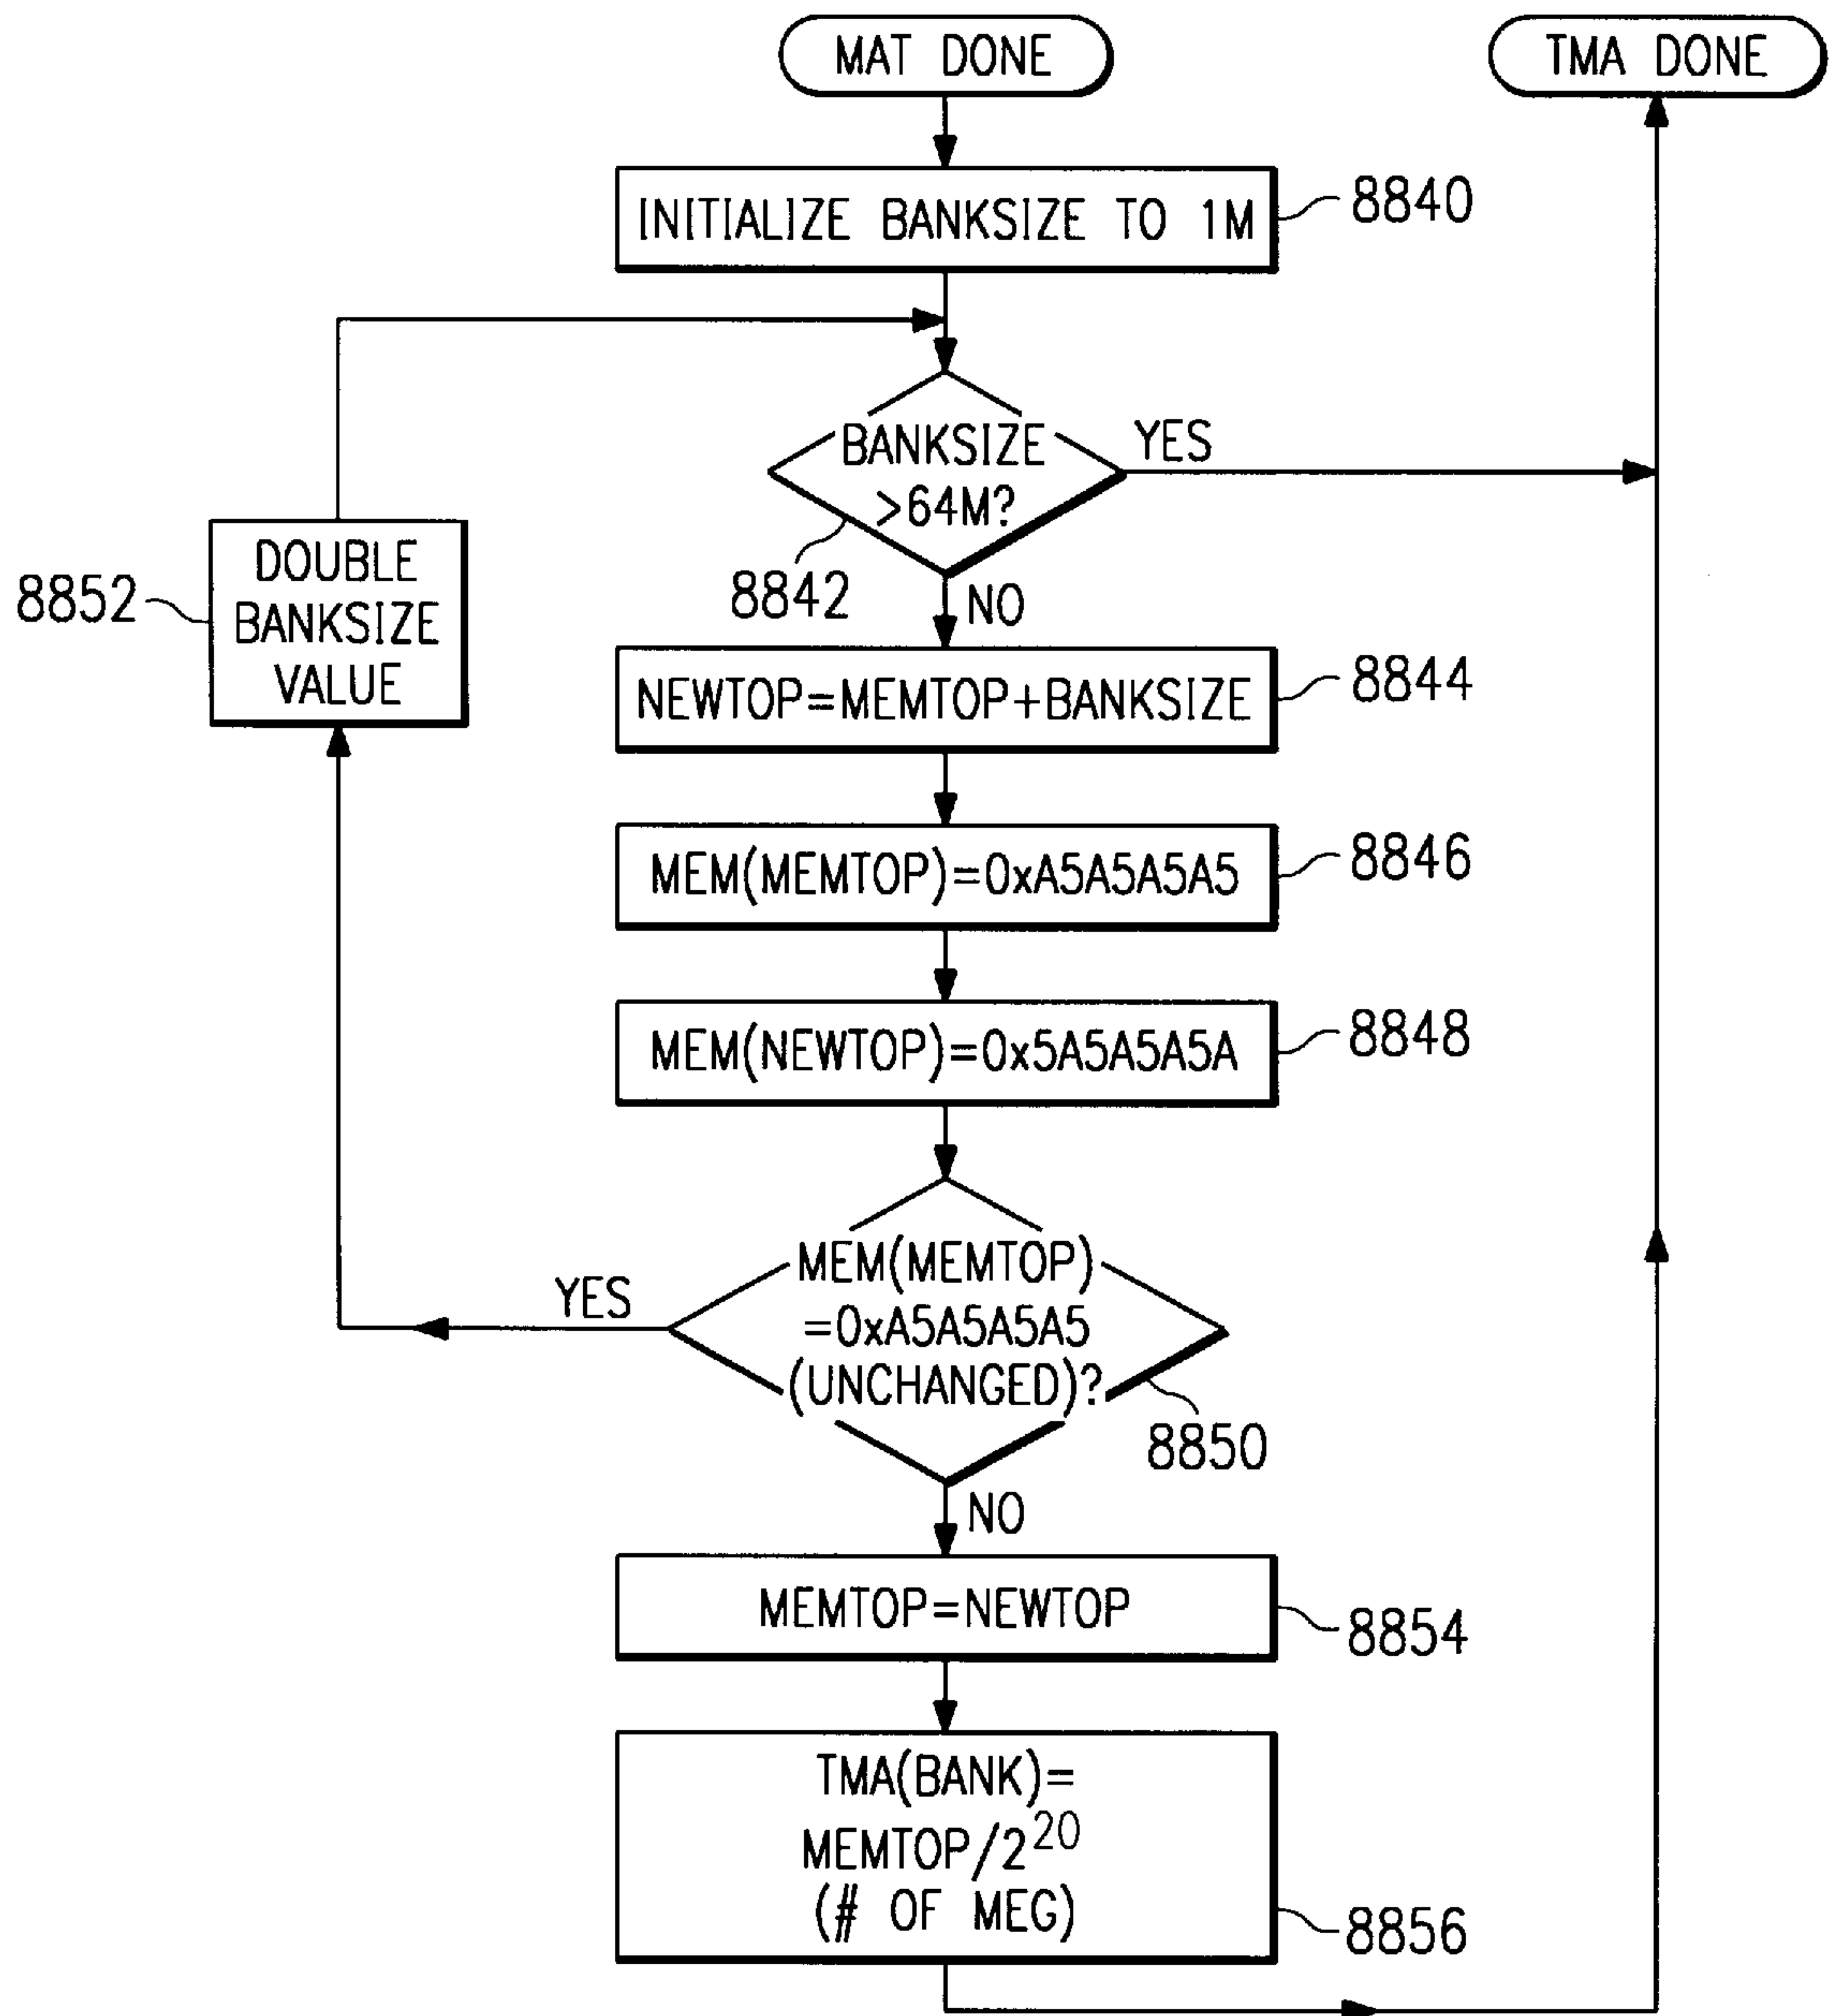 MAT DONE
TMA DONE
INITIALIZE BANKSIZE TO 1M
8840
BANKSIZE
>64M?
YES
8842
NO
DOUBLE
BANKSIZE
VALUE
8852
NEWTOP=MEMTOP+BANKSIZE
8844
MEM(MEMTOP)=0xA5A5A5A5
8846
MEM(NEWTOP)=0x5A5A5A5A
8848
MEM(MEMTOP)
=0xA5A5A5A5
(UNCHANGED)?
YES
8850
NO
MEMTOP=NEWTOP
8854
TMA(BANK)=
MEMTOP/2²⁰
(# OF MEG)
8856